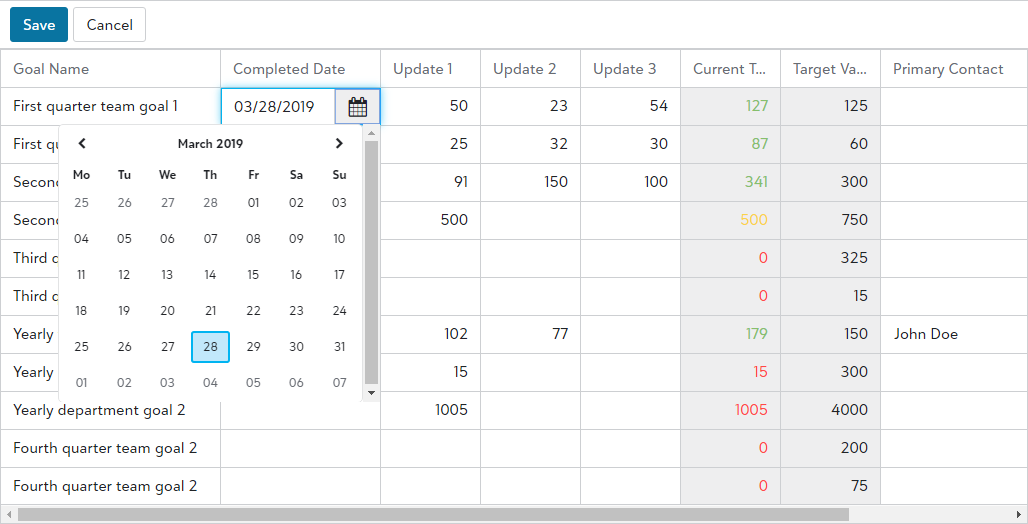 Save Cancel
Goal Name Completed Date Update 1 Update 2 Update 3 Current T... Target Va... Primary Contact
First quarter team goal 1 03/28/2019 50 23 54 127 125
First 25 32 30 87 60
March 2019
Mo Tu We Th Fr Sa Su
91 150 100 341 300
25 26 27 28 01 02 03
500 500 750
04 05 06 07 08 09 10
Third 0 325
11 12 13 14 15 16 17
Third 0 15
18 19 20 21 22 23 24
Yearly 102 77 179 150 John Doe
25 26 27 28 29 30 31
Yearly 15 15 300
01 02 03 04 05 06 07
Yearly department goal 2 1005 1005 4000
Fourth quarter team goal 2 0 200
Fourth quarter team goal 2 0 75